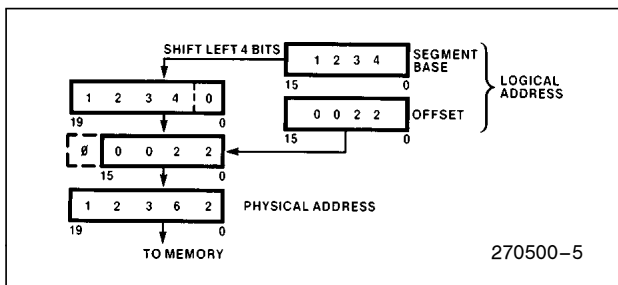 SHIFT LEFT 4 BITS
1 2 3 4
SEGMENT
BASE
15 0
LOGICAL
ADDRESS
1 2 3 4 0
19 0
0 0 2 2
OFFSET
15 0
Ø 0 0 2 2
15 0
1 2 3 6 2
PHYSICAL ADDRESS
19 0
TO MEMORY
270500–5